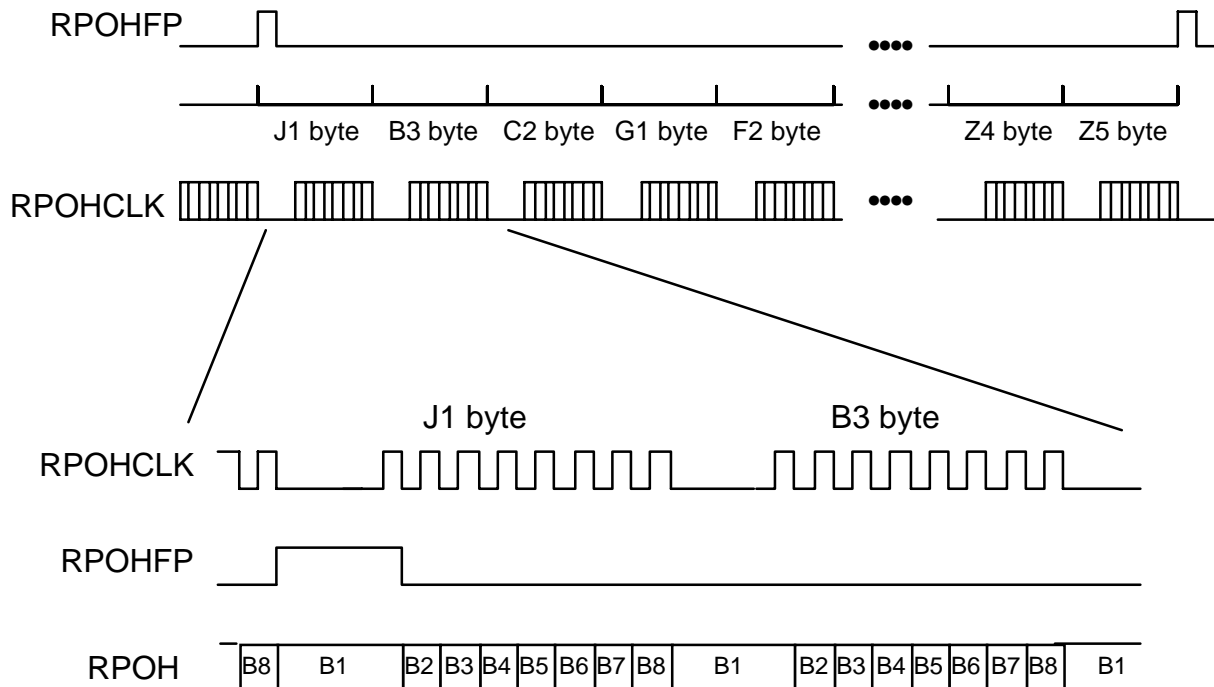 RPOHFP
J1 byte B3 byte C2 byte G1 byte F2 byte Z4 byte Z5 byte
RPOHCLK
J1 byte B3 byte
RPOHCLK
RPOHFP
RPOH B8 B1 B2 B3 B4 B5 B6 B7 B8 B1 B2 B3 B4 B5 B6 B7 B8 B1